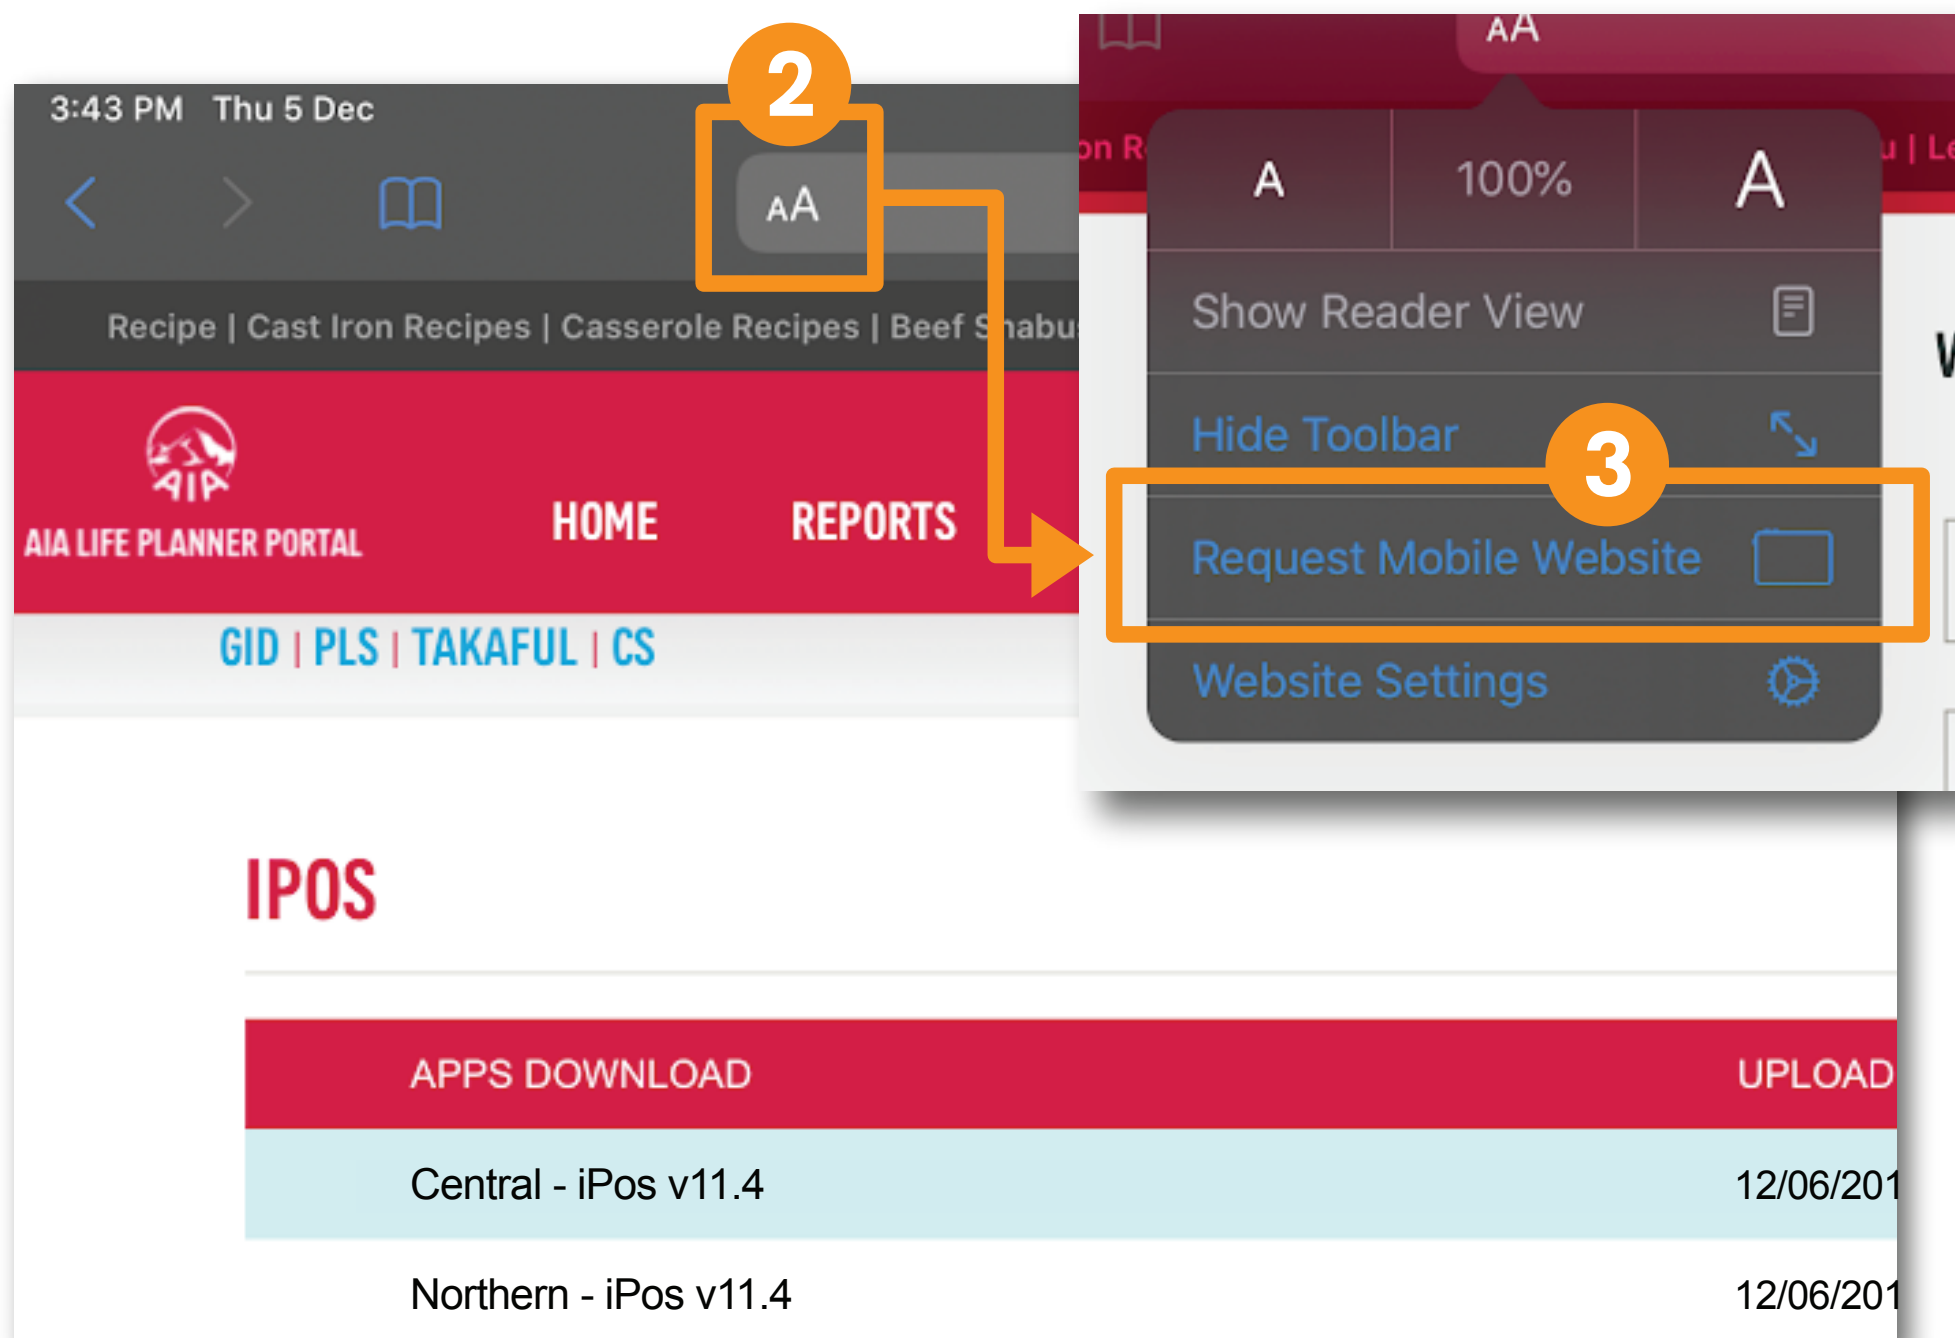 2
3:43 PM Thu 5 Dec
AA
Recipe | Cast Iron Recipes | Casserole Recipes | Beef
AIA
AIA LIFE PLANNER PORTAL
HOME
REPORTS
GID | PLS | TAKAFUL | CS
AA
A
100%
A
Show Reader View
Hide Toolbar
3
Request Mobile Website
Website Settings
IPOS
APPS DOWNLOAD
UPLOAD
Central - iPos v11.4
12/06/201
Northern - iPos v11.4
12/06/201